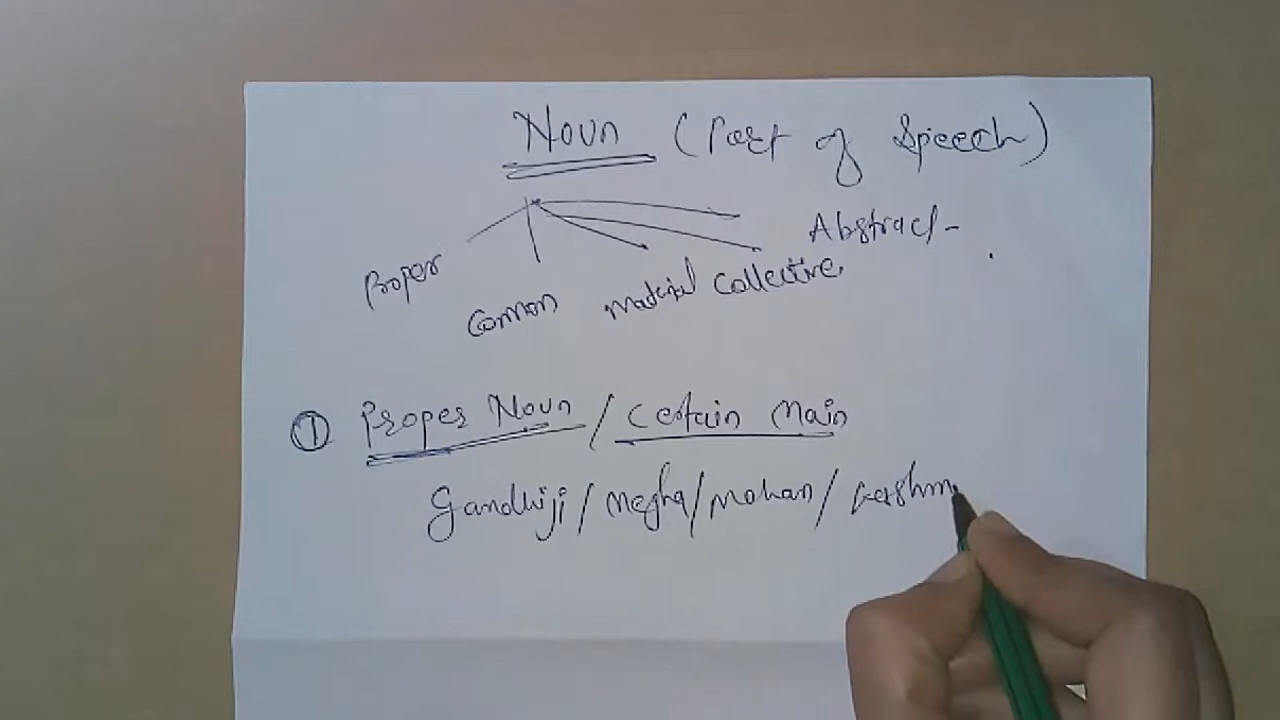 Noun (Part of Speech)
Abstract
Proper
Common Material Collective
① Proper Noun / Certain Main
Gandhiji / Megha / Mohan /